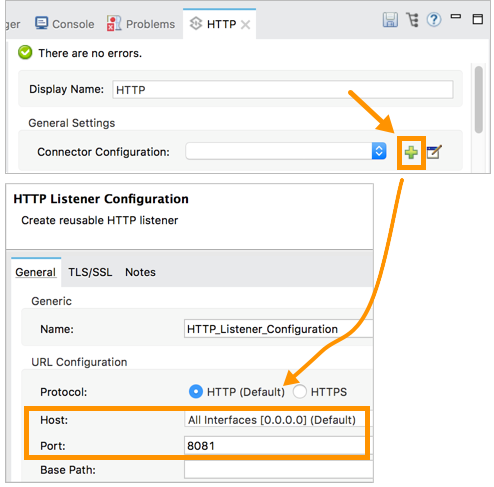 ger Console Problems HTTP
There are no errors.
Display Name: HTTP
General Settings
Connector Configuration:
HTTP Listener Configuration
Create reusable HTTP listener
General TLS/SSL Notes
Generic
Name: HTTP_Listener_Configuration
URL Configuration
Protocol: HTTP (Default) HTTPS
Host: All Interfaces [0.0.0.0] (Default)
Port: 8081
Base Path: